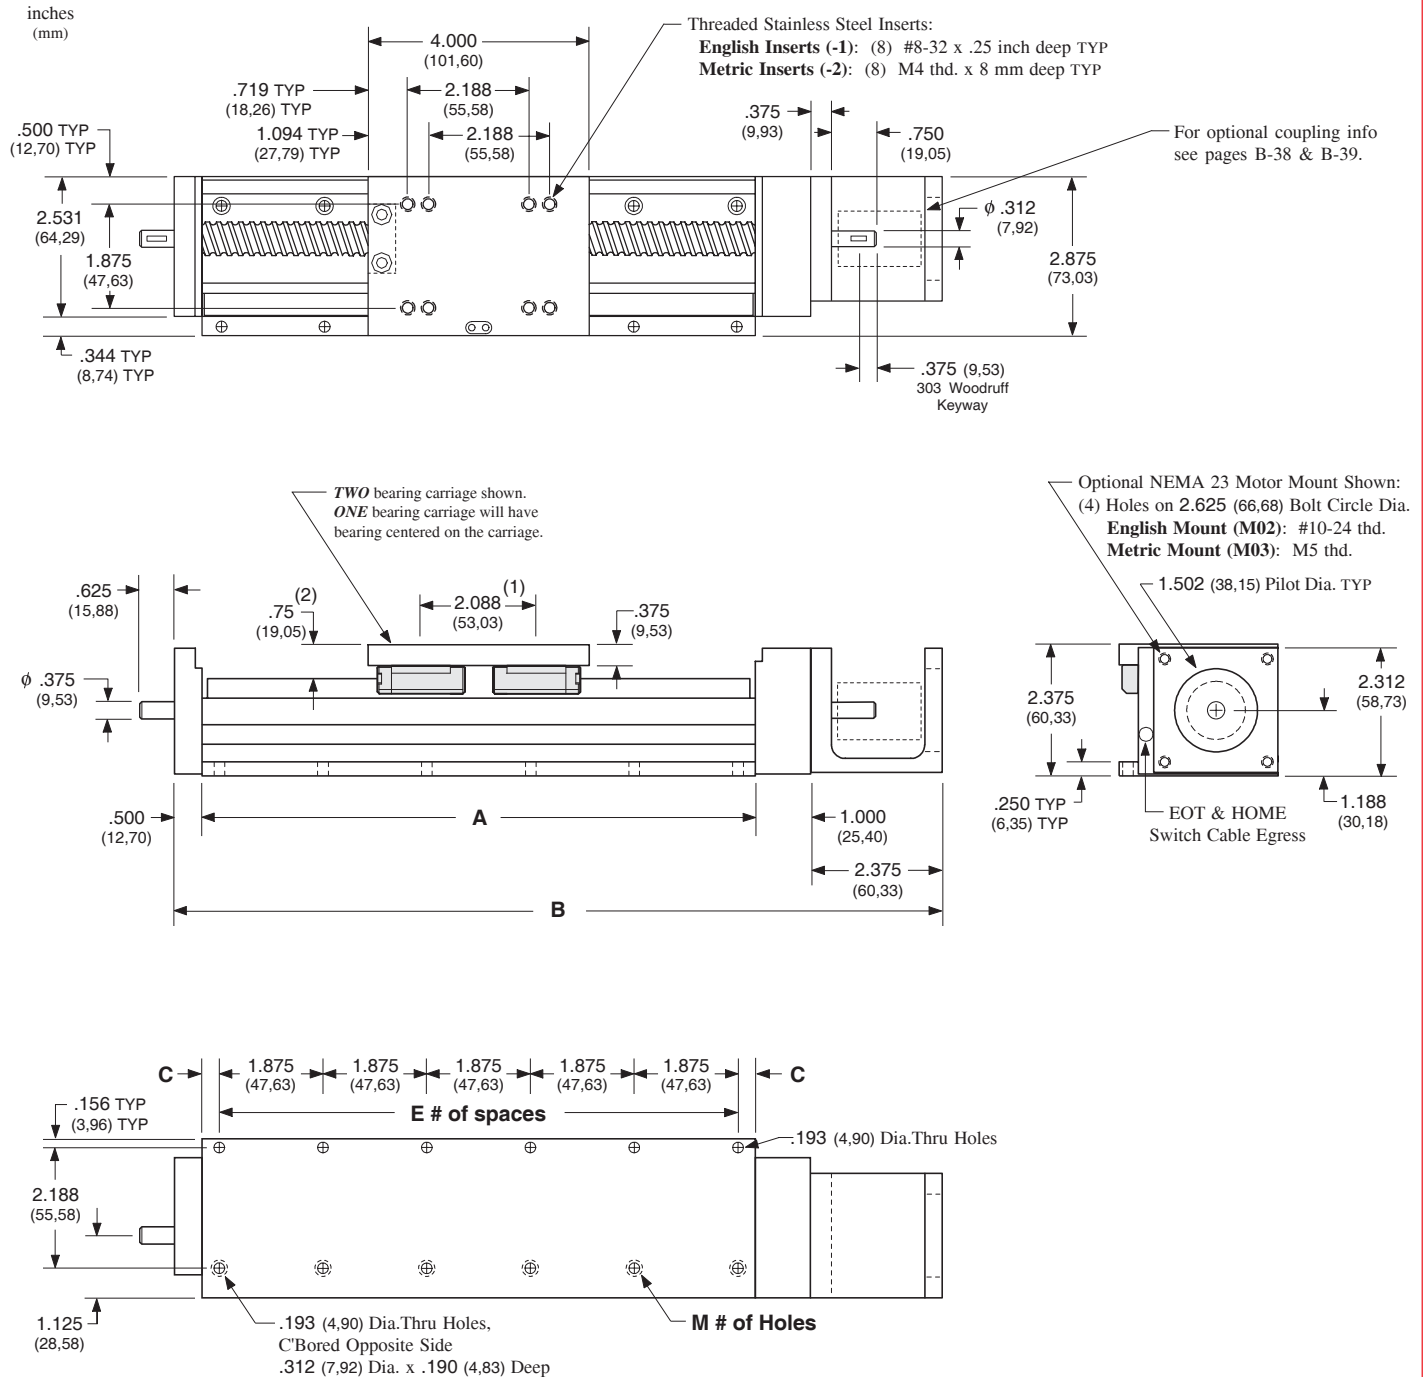 inches
(mm)
Threaded Stainless Steel Inserts:
English Inserts (-1): (8) #8-32 x .25 inch deep TYP
Metric Inserts (-2): (8) M4 thd. x 8 mm deep TYP
4.000
(101,60)
.719 TYP
(18,26) TYP
2.188
(55,58)
.375
(9,93)
.750
(19,05)
For optional coupling info
see pages B-38 & B-39.
.500 TYP
(12,70) TYP
1.094 TYP
(27,79) TYP
2.188
(55,58)
2.531
(64,29)
1.875
(47,63)
ϕ .312
(7,92)
2.875
(73,03)
.344 TYP
(8,74) TYP
.375 (9,53)
303 Woodruff
Keyway
TWO bearing carriage shown.
ONE bearing carriage will have
bearing centered on the carriage.
Optional NEMA 23 Motor Mount Shown:
(4) Holes on 2.625 (66,68) Bolt Circle Dia.
English Mount (M02): #10-24 thd.
Metric Mount (M03): M5 thd.
1.502 (38,15) Pilot Dia. TYP
.625
(15,88)
(2)
.75
(19,05)
(1)
2.088
(53,03)
.375
(9,53)
ϕ .375
(9,53)
2.375
(60,33)
2.312
(58,73)
.500
(12,70)
A
1.000
(25,40)
.250 TYP
(6,35) TYP
EOT & HOME
Switch Cable Egress
1.188
(30,18)
2.375
(60,33)
B
C
1.875
(47,63)
1.875
(47,63)
1.875
(47,63)
1.875
(47,63)
1.875
(47,63)
C
.156 TYP
(3,96) TYP
E # of spaces
.193 (4,90) Dia.Thru Holes
2.188
(55,58)
1.125
(28,58)
.193 (4,90) Dia.Thru Holes,
C'Bored Opposite Side
.312 (7,92) Dia. x .190 (4,83) Deep
M # of Holes